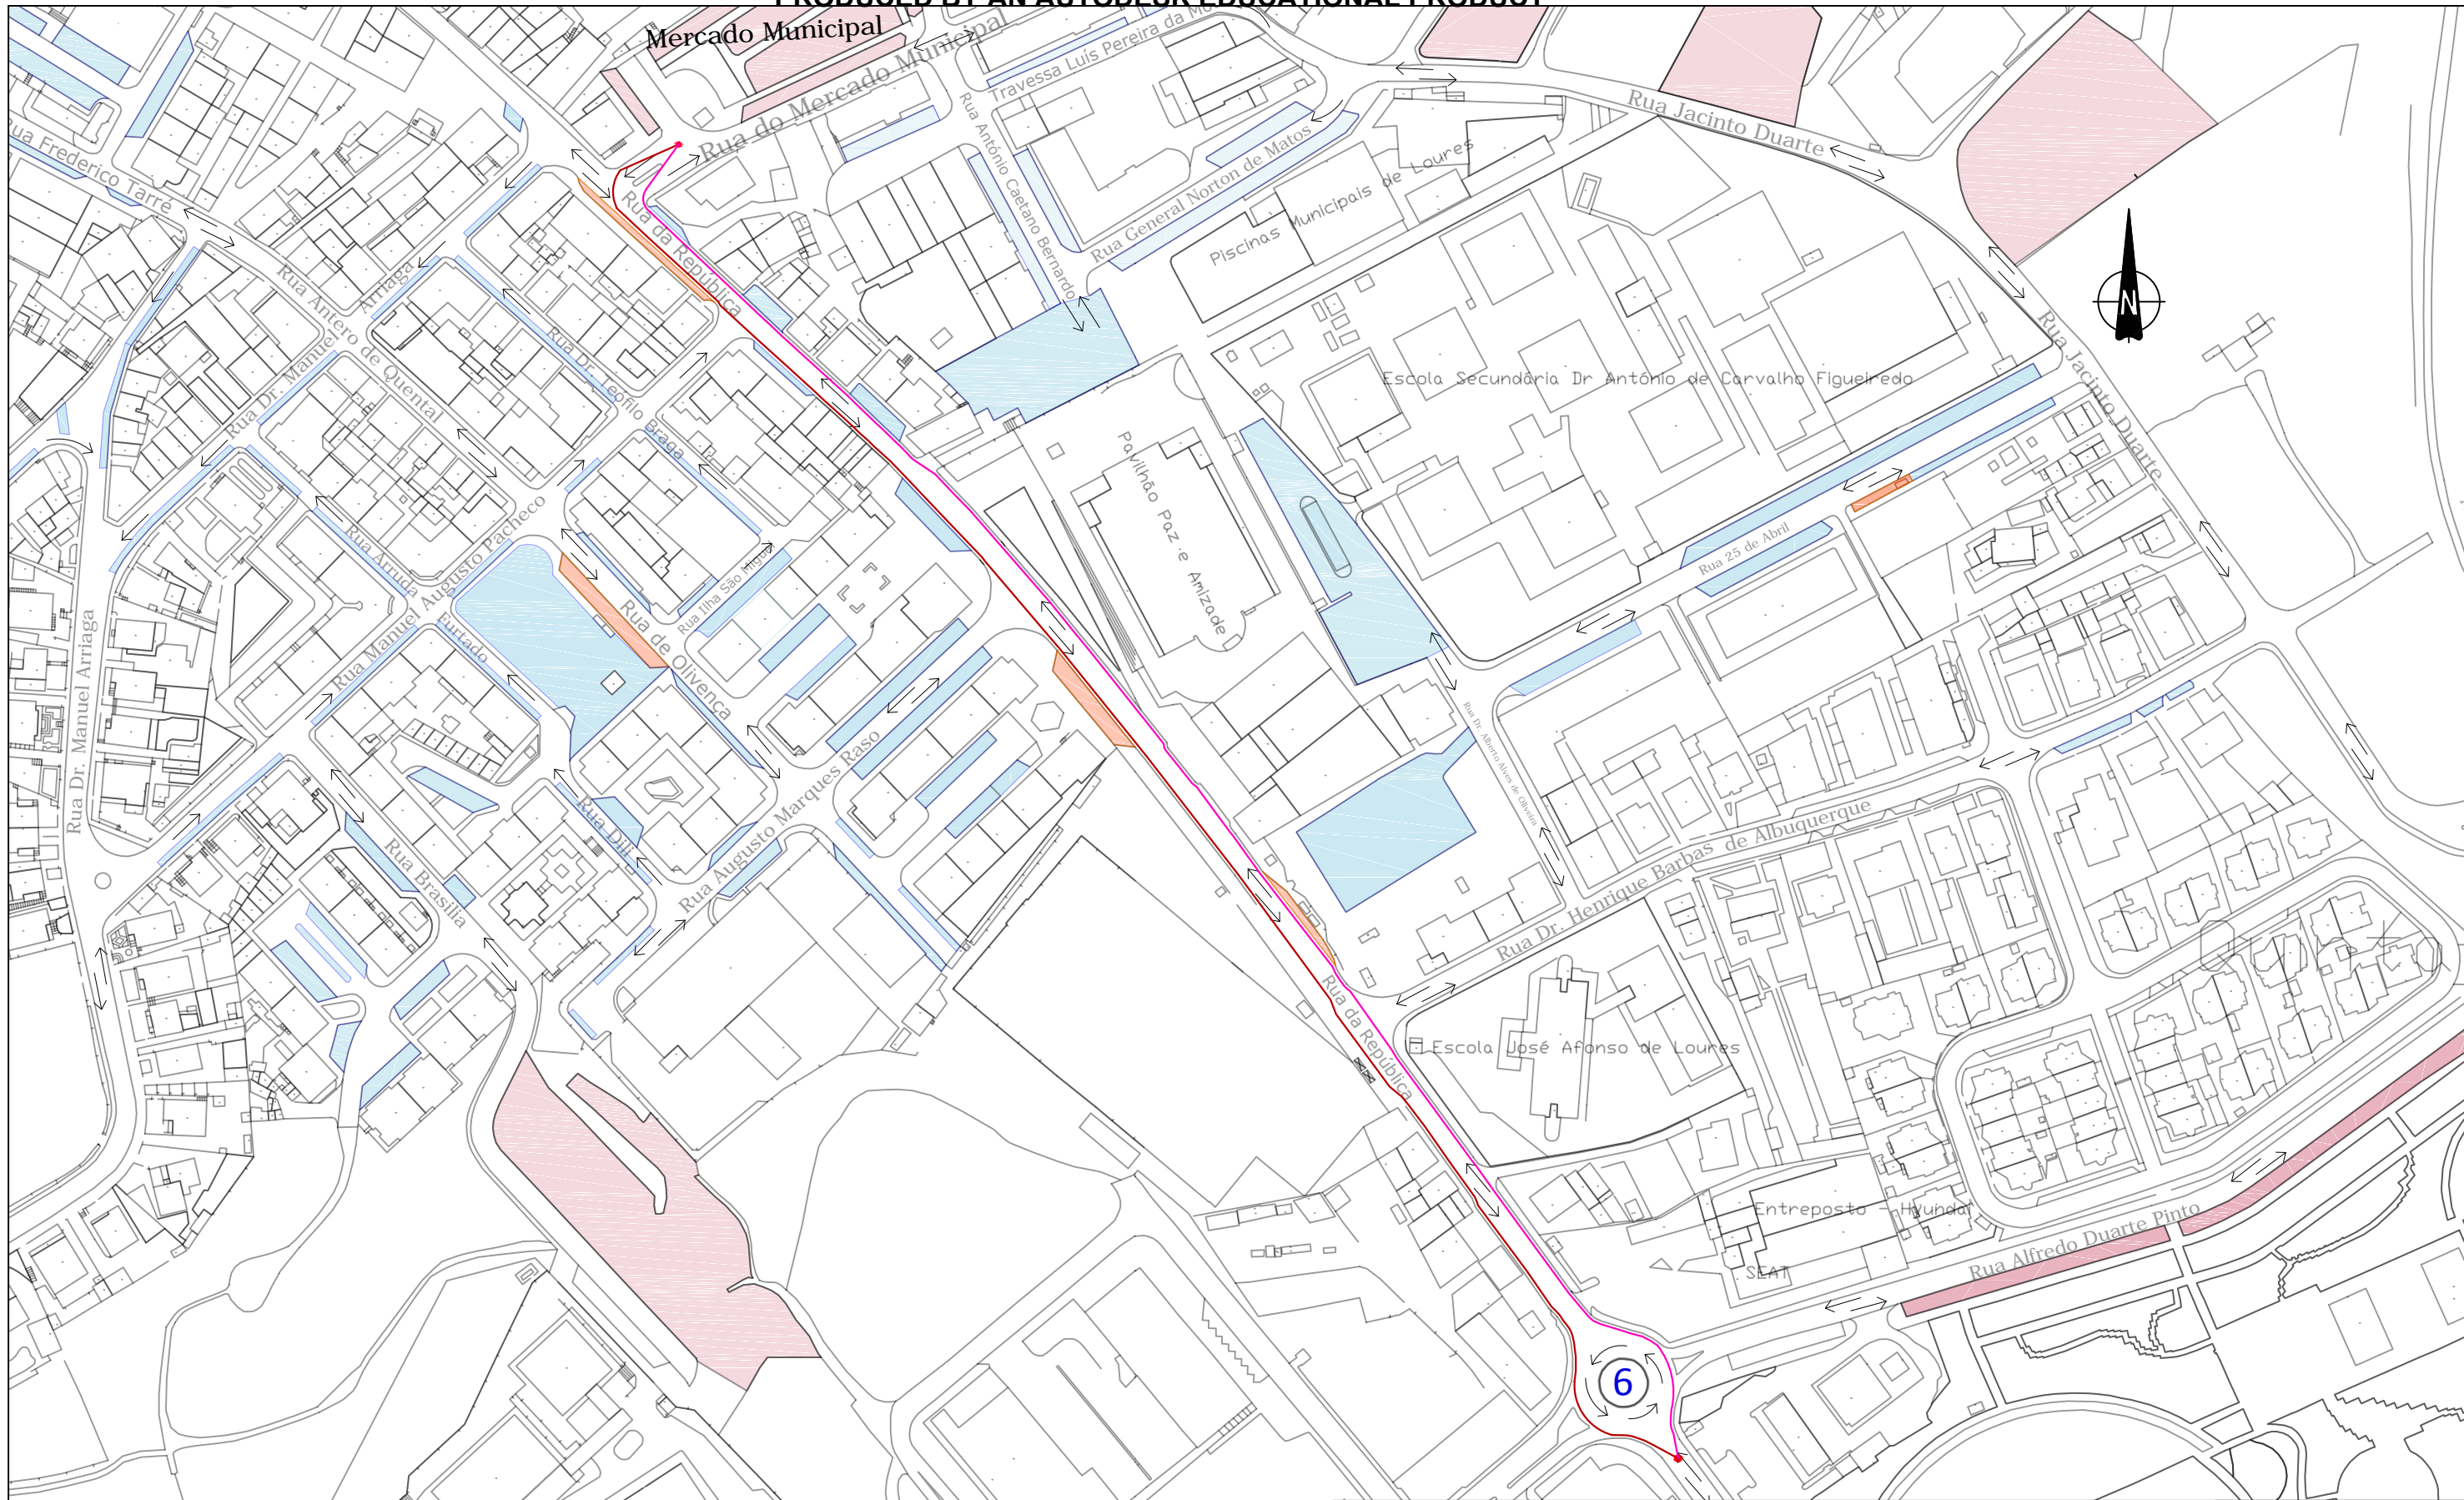 PRODUCED BY AN AUTODESK EDUCATIONAL PRODUCT
Mercado Municipal
Rua do Mercado Municipal
Travessa Luís Pereira da
Rua António Caetano Bernardo
Rua General Norton de Matos
Piscinas Municipais de Loures
Rua Jacinto Duarte
Rua Frederico Tarré
Rua da República
Rua Antero de Quental
Rua Dr. Manuel Arriaga
Rua Dr. Teófilo Braga
N
Rua Jacinto Duarte
Escola Secundária Dr António de Carvalho Figueiredo
Pavilhão Paz e Amizade
Rua 25 de Abril
Rua Arruda Furtado
Rua Manuel Augusto Pacheco
Rua Ilha São Miguel
Rua de Olivença
Rua Dr. Manuel Arriaga
Rua Augusto Marques Raso
Rua Dili
Rua Brasilia
Rua Dr. Alberto Alves de Oliveira
Rua Dr. Henrique Barbas de Albuquerque
Rua da República
Escola José Afonso de Loures
Entreposto - Hyundai
SEAT
Rua Alfredo Duarte Pinto
6